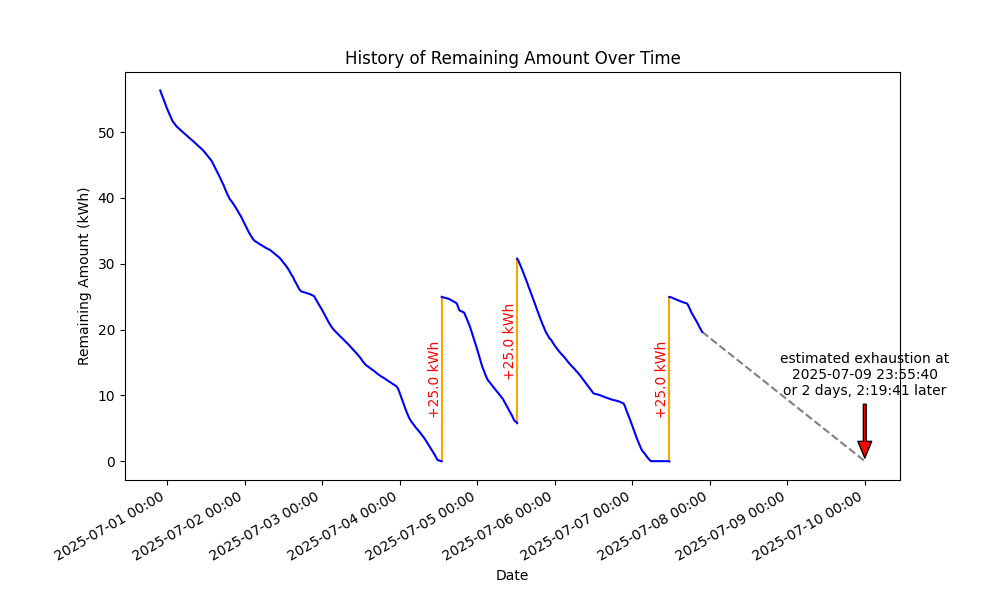 History of Remaining Amount Over Time
Remaining Amount (kWh)
50
40
30
20
10
0
+25.0 kWh
+25.0 kWh
+25.0 kWh
estimated exhaustion at
2025-07-09 23:55:40
or 2 days, 2:19:41 later
2025-07-01 00:00
2025-07-02 00:00
2025-07-03 00:00
2025-07-04 00:00
2025-07-05 00:00
2025-07-06 00:00
2025-07-07 00:00
2025-07-08 00:00
2025-07-09 00:00
2025-07-10 00:00
Date